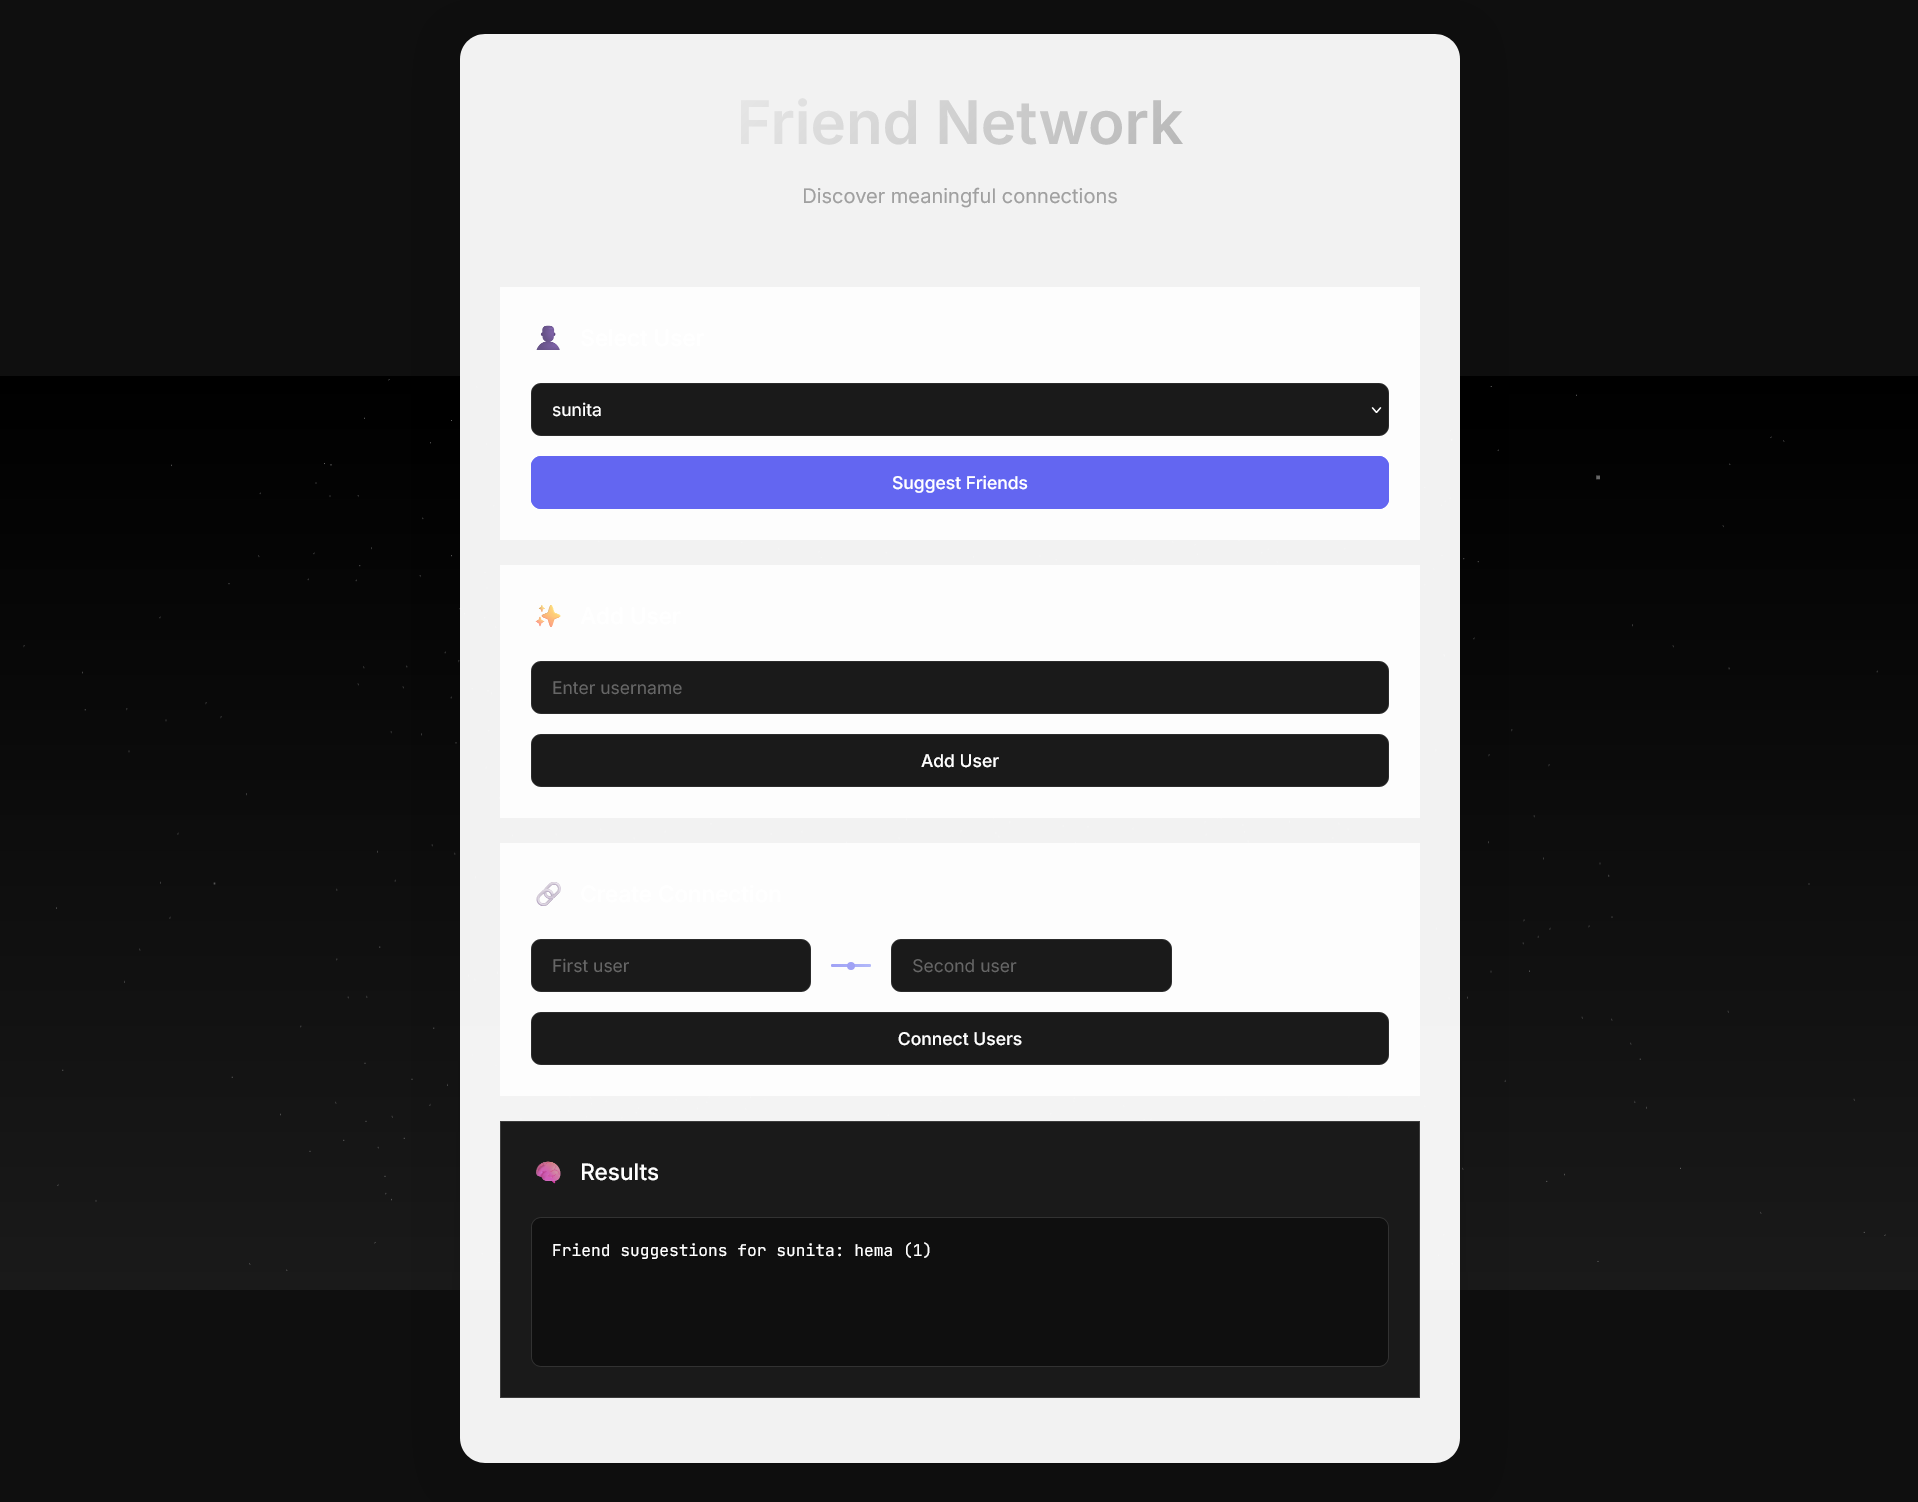 Friend Network
Discover meaningful connections
Select User
sunita
Suggest Friends
Add User
Enter username
Add User
Create Connection
First user
Second user
Connect Users
Results
Friend suggestions for sunita: hema (1)